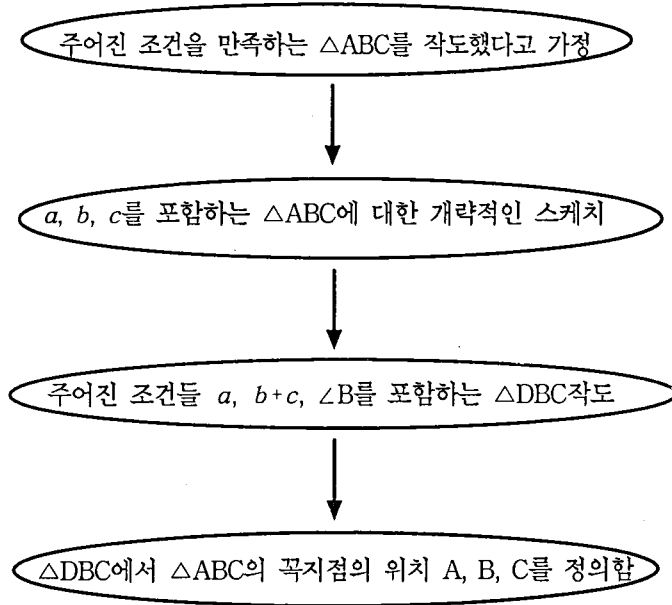 주어진 조건을 만족하는 △ABC를 작도했다고 가정
a, b, c를 포함하는 △ABC에 대한 개략적인 스케치
주어진 조건들 a, b+c, ∠B를 포함하는 △DBC작도
△DBC에서 △ABC의 꼭지점의 위치 A, B, C를 정의함